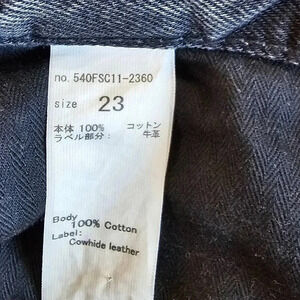 no. 540FSC11-2360
size 23
本体 100% コットン
ラベル部分： 牛革
Body
100% Cotton
Label:
Cowhide leather